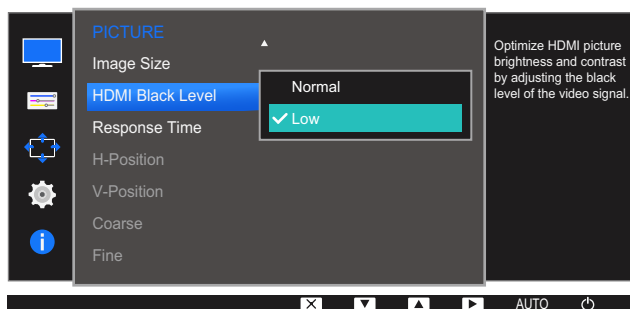 PICTURE
Image Size
HDMI Black Level
Response Time
H-Position
V-Position
Coarse
Fine
Normal
Low
Optimize HDMI picture
brightness and contrast
by adjusting the black
level of the video signal.
AUTO